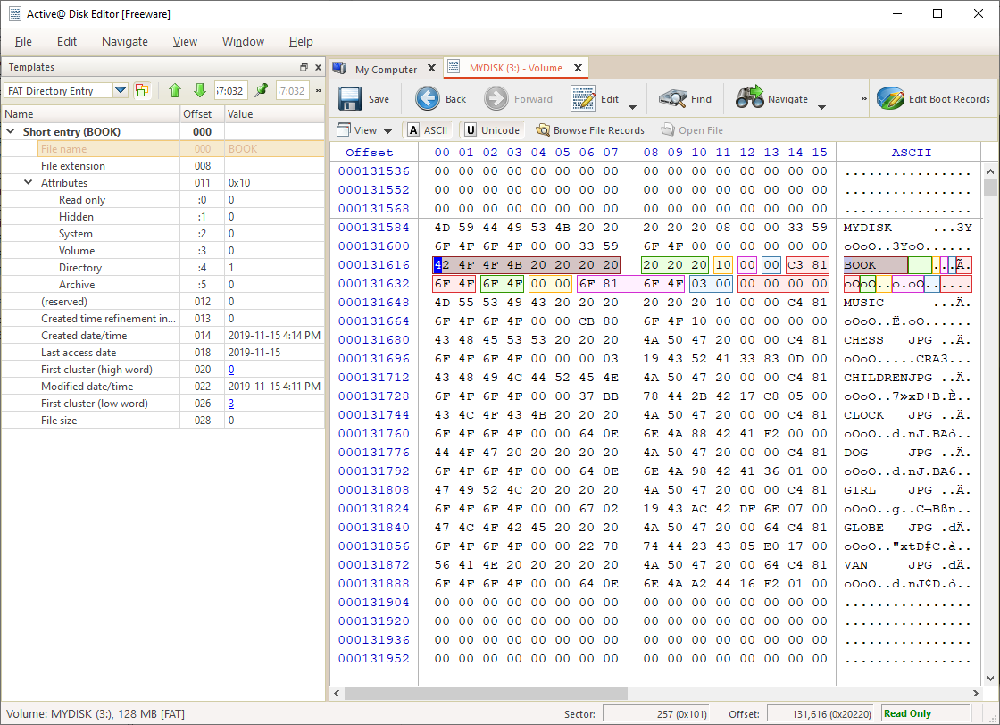 Active@ Disk Editor [Freeware]
File Edit Navigate View Window Help
Templates
FAT Directory Entry 57:032 57:032 »
Name Offset Value
Short entry (BOOK) 000
File name 000 BOOK
File extension 008
Attributes 011 0x10
Read only :0 0
Hidden :1 0
System :2 0
Volume :3 0
Directory :4 1
Archive :5 0
(reserved) 012 0
Created time refinement in... 013 0
Created date/time 014 2019-11-15 4:14 PM
Last access date 018 2019-11-15
First cluster (high word) 020 0
Modified date/time 022 2019-11-15 4:11 PM
First cluster (low word) 026 3
File size 028 0
My Computer MYDISK (3:) - Volume
Save Back Forward Edit Find Navigate » Edit Boot Records
View A ASCII U Unicode Browse File Records Open File
Offset 00 01 02 03 04 05 06 07 08 09 10 11 12 13 14 15 ASCII
000131536 00 00 00 00 00 00 00 00 00 00 00 00 00 00 00 00 ................
000131552 00 00 00 00 00 00 00 00 00 00 00 00 00 00 00 00 ................
000131568 00 00 00 00 00 00 00 00 00 00 00 00 00 00 00 00 ................
000131584 4D 59 44 49 53 4B 20 20 20 20 20 08 00 00 33 59 MYDISK     ...3Y
000131600 6F 4F 6F 4F 00 00 33 59 6F 4F 00 00 00 00 00 00 oOoO..3YoO......
000131616 42 4F 4F 4B 20 20 20 20 20 20 20 10 00 00 C3 81 BOOK       ...Ã.
000131632 6F 4F 6F 4F 00 00 6F 81 6F 4F 03 00 00 00 00 00 oOoO..o.oO......
000131648 4D 55 53 49 43 20 20 20 20 20 20 10 00 00 C4 81 MUSIC      ...Ä.
000131664 6F 4F 6F 4F 00 00 CB 80 6F 4F 10 00 00 00 00 00 oOoO..Ë.oO......
000131680 43 48 45 53 53 20 20 20 4A 50 47 20 00 00 C4 81 CHESS   JPG ..Ä.
000131696 6F 4F 6F 4F 00 00 00 03 19 43 52 41 33 83 0D 00 oOoO.....CRA3...
000131712 43 48 49 4C 44 52 45 4E 4A 50 47 20 00 00 C4 81 CHILDRENJPG ..Ä.
000131728 6F 4F 6F 4F 00 00 37 BB 78 44 2B 42 17 C8 05 00 oOoO..7»xD+B.È..
000131744 43 4C 4F 43 4B 20 20 20 4A 50 47 20 00 00 C4 81 CLOCK   JPG ..Ä.
000131760 6F 4F 6F 4F 00 00 64 0E 6E 4A 88 42 41 F2 00 00 oOoO..d.nJ.BAò..
000131776 44 4F 47 20 20 20 20 20 4A 50 47 20 00 00 C4 81 DOG     JPG ..Ä.
000131792 6F 4F 6F 4F 00 00 64 0E 6E 4A 98 42 41 36 01 00 oOoO..d.nJ.BA6..
000131808 47 49 52 4C 20 20 20 20 4A 50 47 20 00 00 C4 81 GIRL    JPG ..Ä.
000131824 6F 4F 6F 4F 00 00 67 02 19 43 AC 42 DF 6E 07 00 oOoO..g..C¬Bßn..
000131840 47 4C 4F 42 45 20 20 20 4A 50 47 20 00 64 C4 81 GLOBE   JPG .dÄ.
000131856 6F 4F 6F 4F 00 00 22 78 74 44 23 43 85 E0 17 00 oOoO.."xtD#C.à..
000131872 56 41 4E 20 20 20 20 20 4A 50 47 20 00 64 C4 81 VAN     JPG .dÄ.
000131888 6F 4F 6F 4F 00 00 64 0E 6E 4A A2 44 16 F2 01 00 oOoO..d.nJ¢D.ò..
000131904 00 00 00 00 00 00 00 00 00 00 00 00 00 00 00 00 ................
000131920 00 00 00 00 00 00 00 00 00 00 00 00 00 00 00 00 ................
000131936 00 00 00 00 00 00 00 00 00 00 00 00 00 00 00 00 ................
000131952 00 00 00 00 00 00 00 00 00 00 00 00 00 00 00 00 ................
Volume: MYDISK (3:), 128 MB [FAT] Sector: 257 (0x101) Offset: 131,616 (0x20220) Read Only